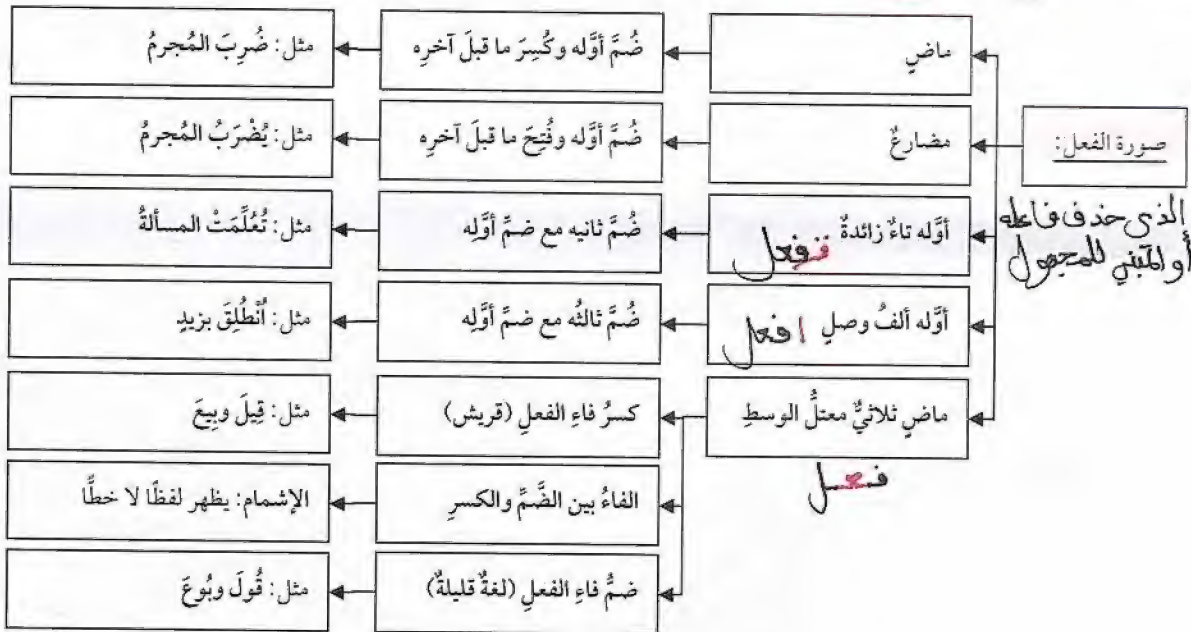 صورة الفعل:
الذى حذف فاعله
أو المبني للمجهول
ماضٍ
ضُمَّ أوَّله وكُسِرَ ما قبلَ آخرِه
مثل: ضُرِبَ المُجرمُ
مضارعٌ
ضُمَّ أوَّله وفُتِحَ ما قبلَ آخرِه
مثل: يُضْرَبُ المُجرمُ
أوَّله تاءٌ زائدةٌ تفعل
ضُمَّ ثانيه مع ضمِّ أوَّلِه
مثل: تُعُلِّمَتْ المسألةُ
أوَّله ألفُ وصلٍ افعل
ضُمَّ ثالثُه مع ضمِّ أوَّلِه
مثل: اُنْطُلِقَ بزيدٍ
ماضٍ ثلاثيٌّ معتلُّ الوسطِ
فعل
كسرُ فاءِ الفعلِ (قريش)
مثل: قِيلَ وبِيعَ
الفاءُ بين الضَّمِّ والكسرِ
الإشمام: يظهر لفظًا لا خطًّا
ضمُّ فاءِ الفعلِ (لغةٌ قليلةٌ)
مثل: قُولَ وبُوعَ